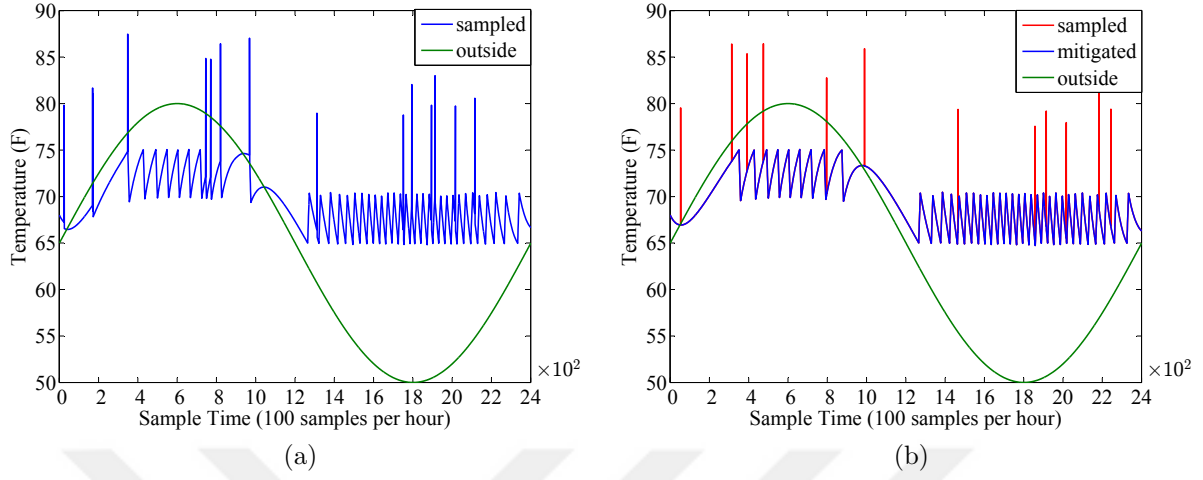 90
85
80
75
70
65
60
55
50
Temperature (F)
0 2 4 6 8 10 12 14 16 18 20 22 24
×10²
Sample Time (100 samples per hour)
sampled
outside
(a)
90
85
80
75
70
65
60
55
50
Temperature (F)
0 2 4 6 8 10 12 14 16 18 20 22 24
×10²
Sample Time (100 samples per hour)
sampled
mitigated
outside
(b)